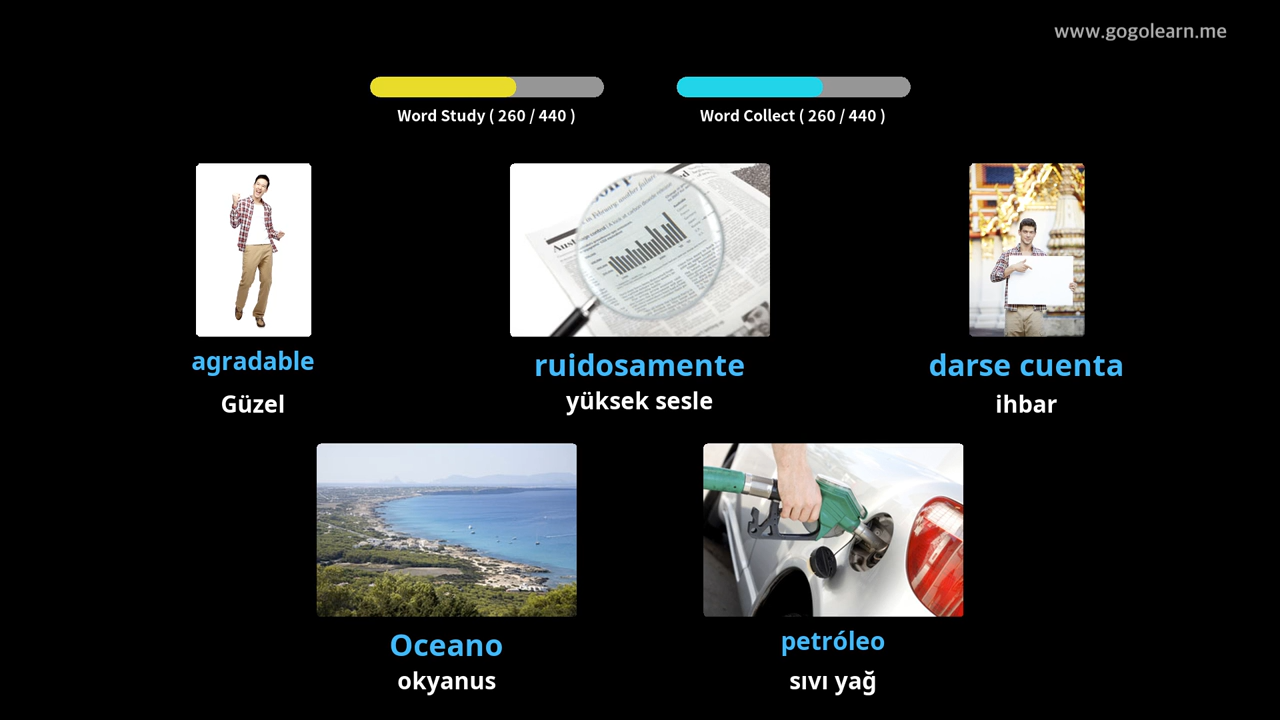 www.gogolearn.me
Word Study ( 260 / 440 )
Word Collect ( 260 / 440 )
agradable
Güzel
ruidosamente
yüksek sesle
darse cuenta
ihbar
Oceano
okyanus
petróleo
sıvı yağ